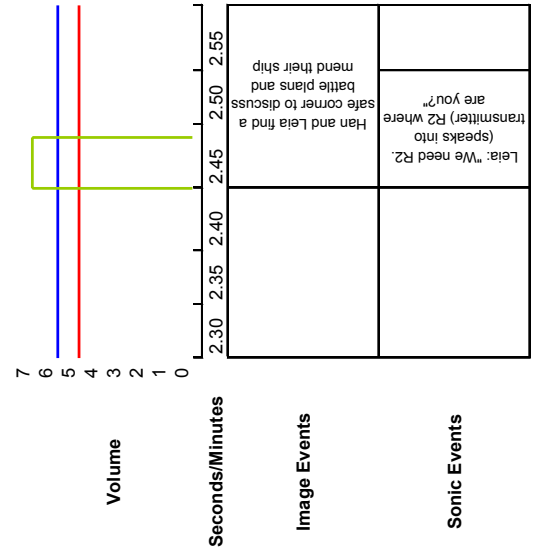 Volume
7
6
5
4
3
2
1
0
Seconds/Minutes
2.30
2.35
2.40
2.45
2.50
2.55
Image Events
Han and Leia find a
safe corner to discuss
battle plans and
mend their ship
Sonic Events
Leia: "We need R2.
(speaks into
transmitter) R2 where
are you?"